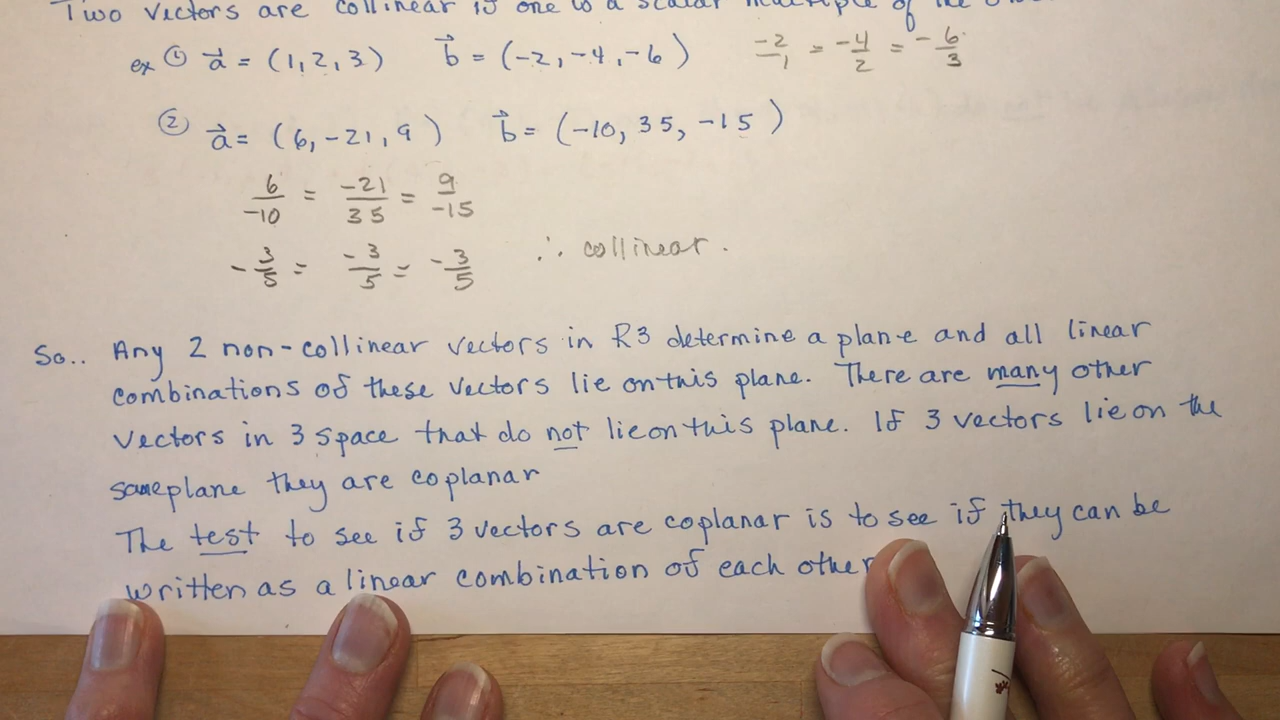 Two vectors are collinear if one is a scalar multiple of the
ex ① a⃗ = (1, 2, 3) b⃗ = (-2, -4, -6) -2/1 = -4/2 = -6/3
② a⃗ = (6, -21, 9) b⃗ = (-10, 35, -15)
6/-10 = -21/35 = 9/-15
-3/5 = -3/5 = -3/5 ∴ collinear.
So.. Any 2 non-collinear vectors in R3 determine a plane and all linear
combinations of these vectors lie on this plane. There are many other
vectors in 3 space that do not lie on this plane. If 3 vectors lie on the
same plane they are coplanar
The test to see if 3 vectors are coplanar is to see if they can be
written as a linear combination of each other